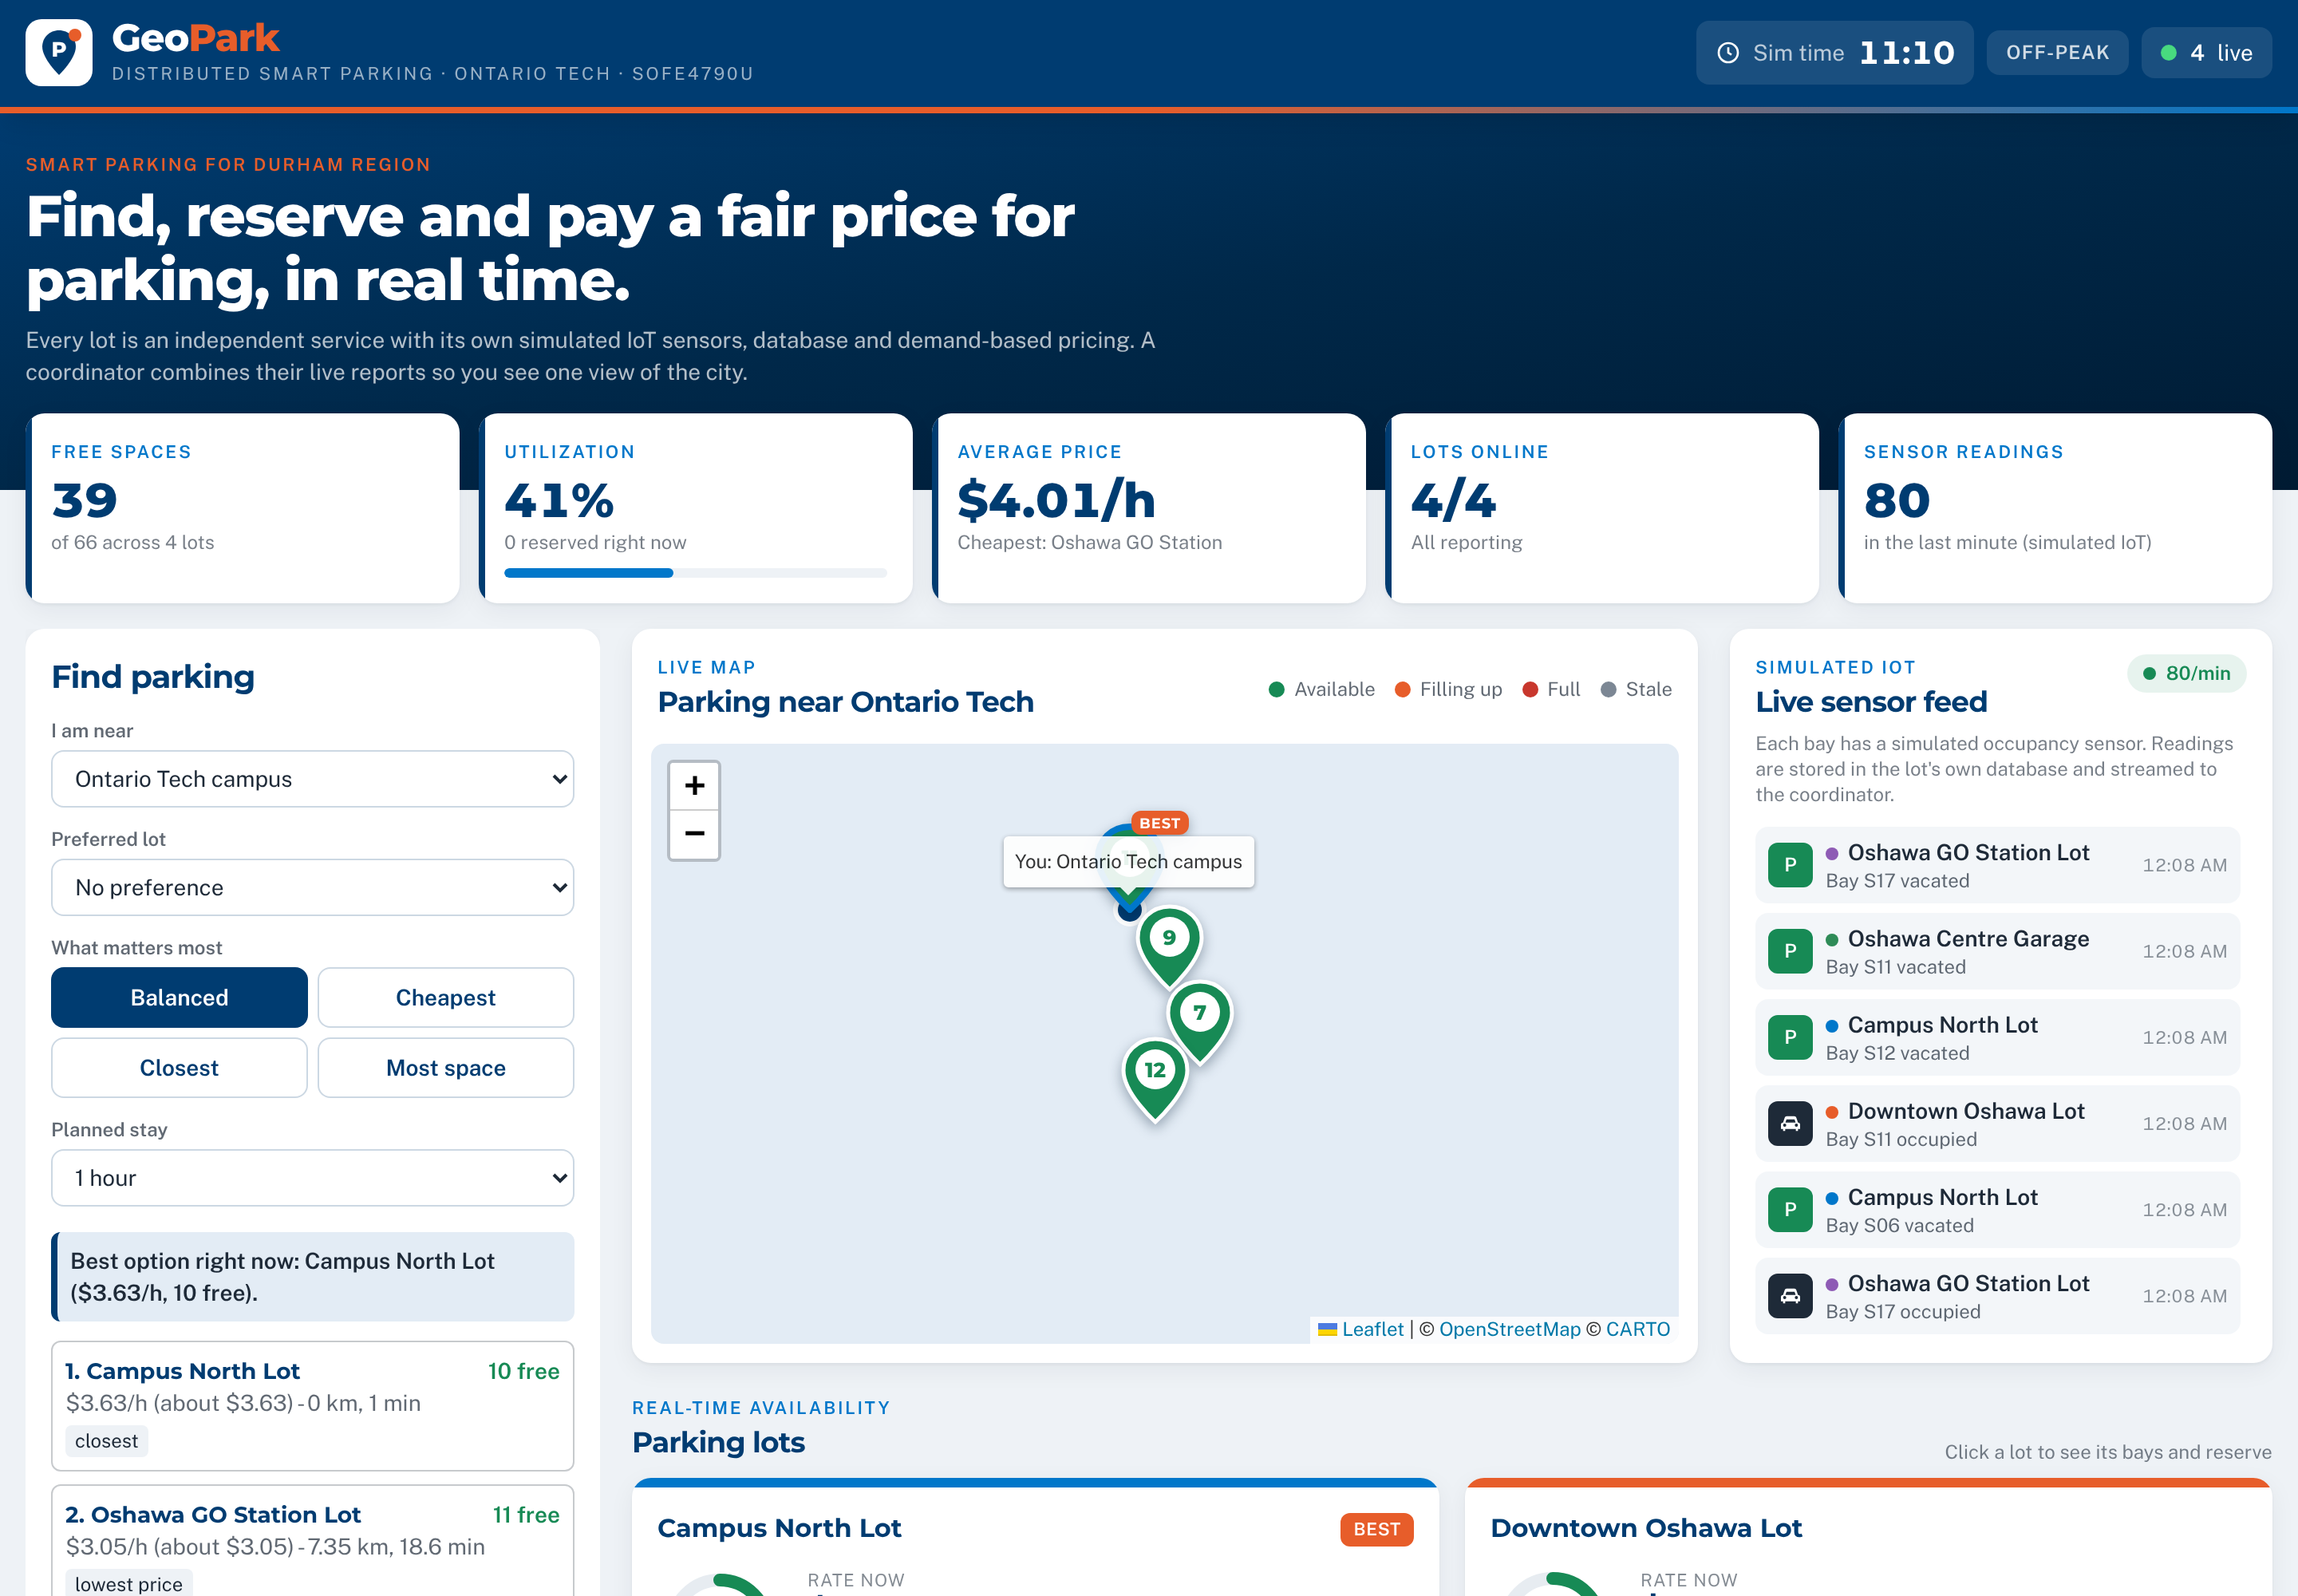 P
GeoPark
DISTRIBUTED SMART PARKING · ONTARIO TECH · SOFE4790U
Sim time 11:10
OFF-PEAK
4 live
SMART PARKING FOR DURHAM REGION
Find, reserve and pay a fair price for
parking, in real time.
Every lot is an independent service with its own simulated IoT sensors, database and demand-based pricing. A
coordinator combines their live reports so you see one view of the city.
FREE SPACES
39
of 66 across 4 lots
UTILIZATION
41%
0 reserved right now
AVERAGE PRICE
$4.01/h
Cheapest: Oshawa GO Station
LOTS ONLINE
4/4
All reporting
SENSOR READINGS
80
in the last minute (simulated IoT)
Find parking
I am near
Ontario Tech campus
Preferred lot
No preference
What matters most
Balanced
Cheapest
Closest
Most space
Planned stay
1 hour
Best option right now: Campus North Lot
($3.63/h, 10 free).
1. Campus North Lot
10 free
$3.63/h (about $3.63) - 0 km, 1 min
closest
2. Oshawa GO Station Lot
11 free
$3.05/h (about $3.05) - 7.35 km, 18.6 min
lowest price
LIVE MAP
Parking near Ontario Tech
Available
Filling up
Full
Stale
+
−
BEST
You: Ontario Tech campus
9
7
12
Leaflet | © OpenStreetMap © CARTO
SIMULATED IOT
Live sensor feed
80/min
Each bay has a simulated occupancy sensor. Readings
are stored in the lot's own database and streamed to
the coordinator.
P
Oshawa GO Station Lot
Bay S17 vacated
12:08 AM
P
Oshawa Centre Garage
Bay S11 vacated
12:08 AM
P
Campus North Lot
Bay S12 vacated
12:08 AM
Downtown Oshawa Lot
Bay S11 occupied
12:08 AM
P
Campus North Lot
Bay S06 vacated
12:08 AM
Oshawa GO Station Lot
Bay S17 occupied
12:08 AM
REAL-TIME AVAILABILITY
Parking lots
Click a lot to see its bays and reserve
Campus North Lot
BEST
RATE NOW
Downtown Oshawa Lot
RATE NOW